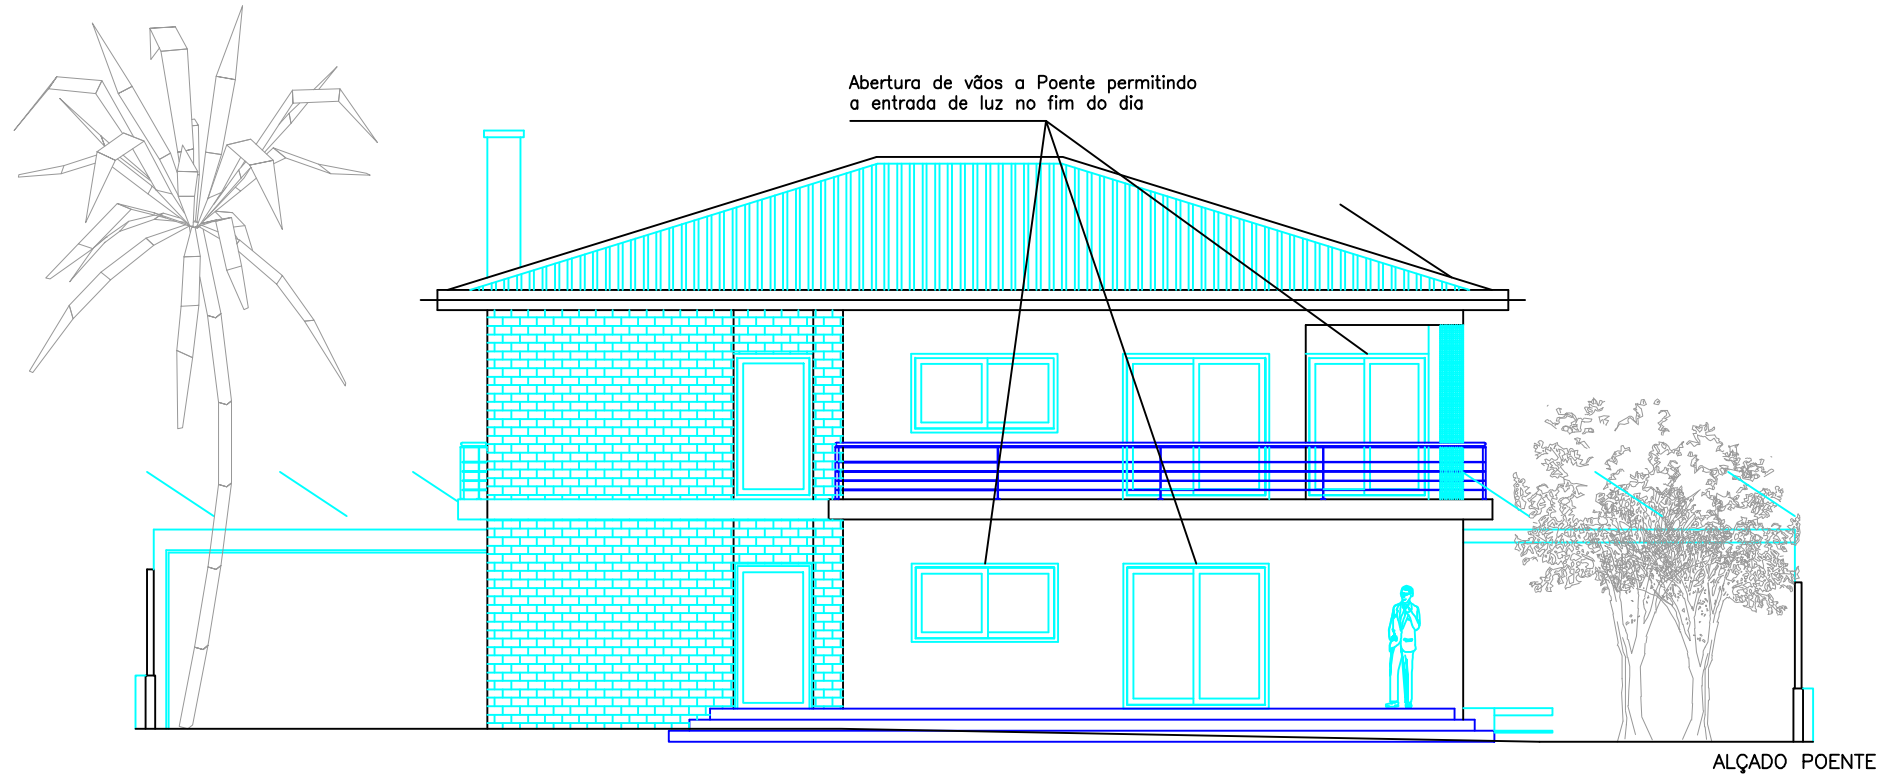 Abertura de vãos a Poente permitindo
a entrada de luz no fim do dia
ALÇADO POENTE